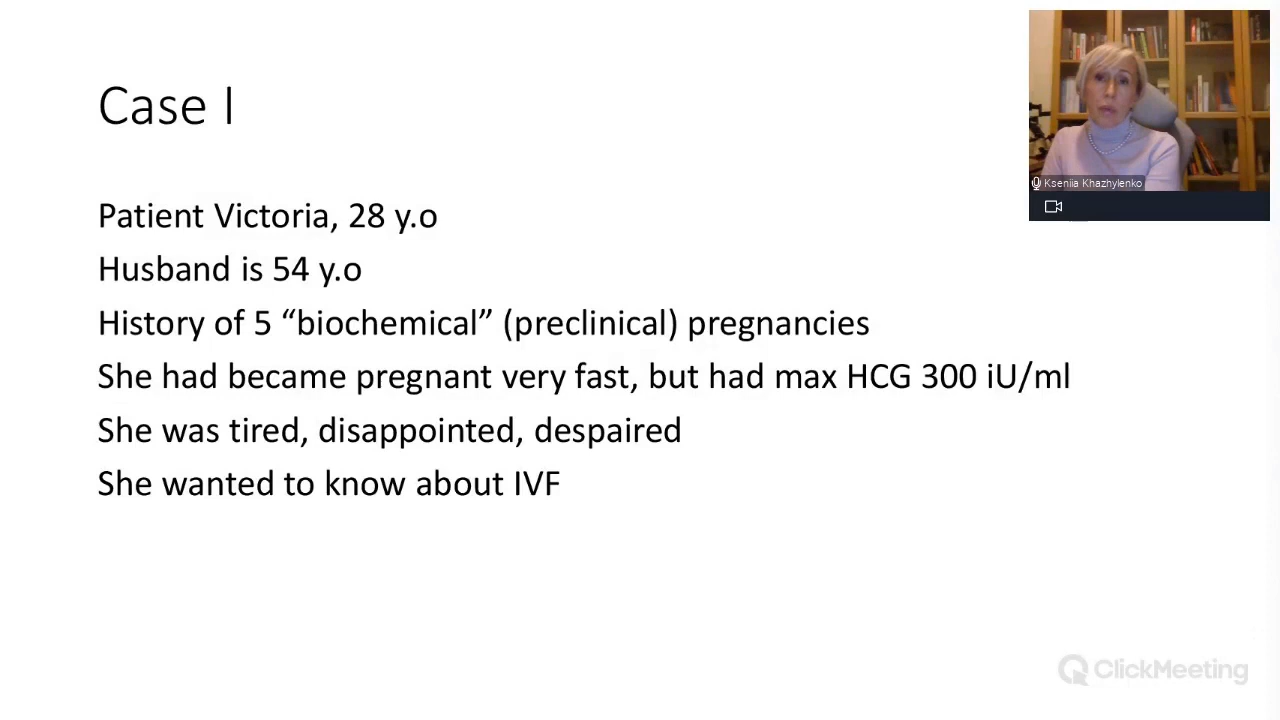 Case I
Patient Victoria, 28 y.o
Husband is 54 y.o
History of 5 “biochemical” (preclinical) pregnancies
She had became pregnant very fast, but had max HCG 300 iU/ml
She was tired, disappointed, despaired
She wanted to know about IVF
Kseniia Khazhylenko
ClickMeeting